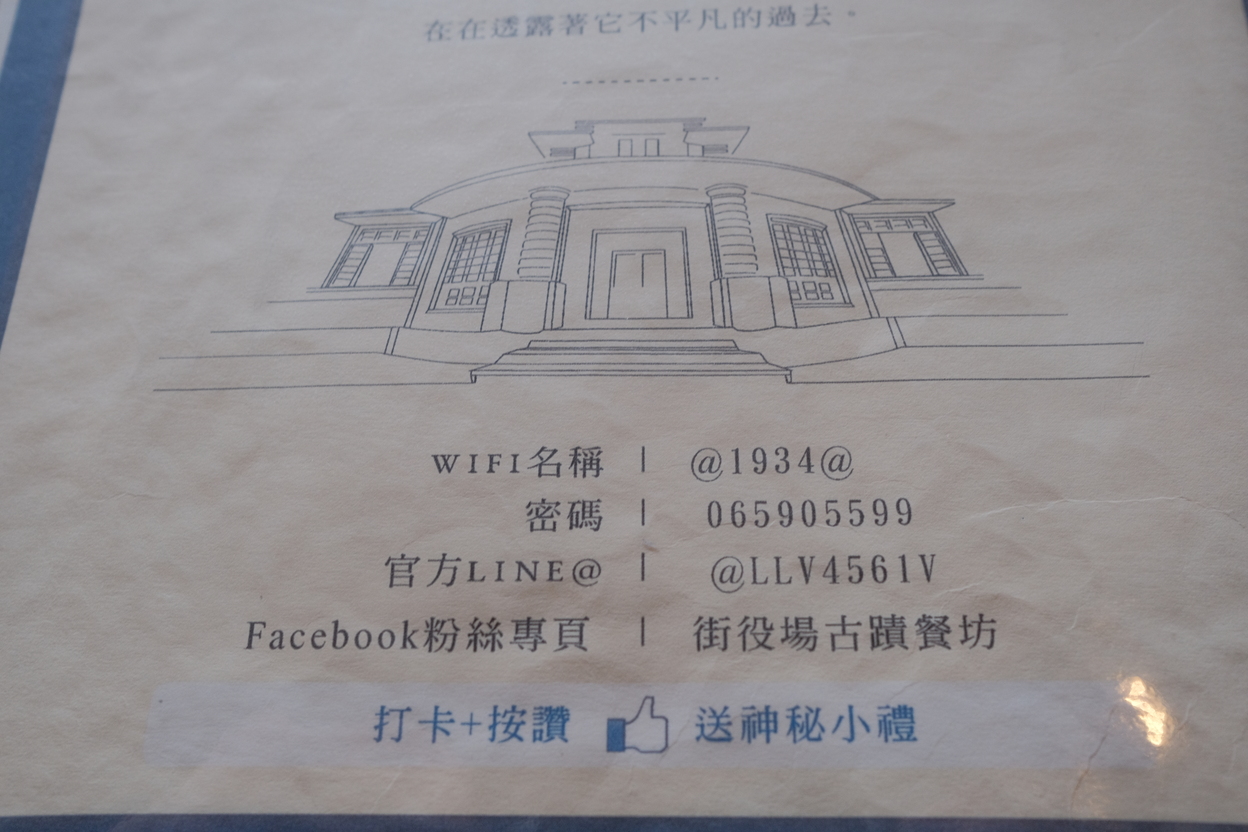 在在透露著它不平凡的過去。
WIFI名稱 | @1934@
密碼 | 065905599
官方LINE@ | @LLV4561V
Facebook粉絲專頁 | 街役場古蹟餐坊
打卡+按讚 送神秘小禮